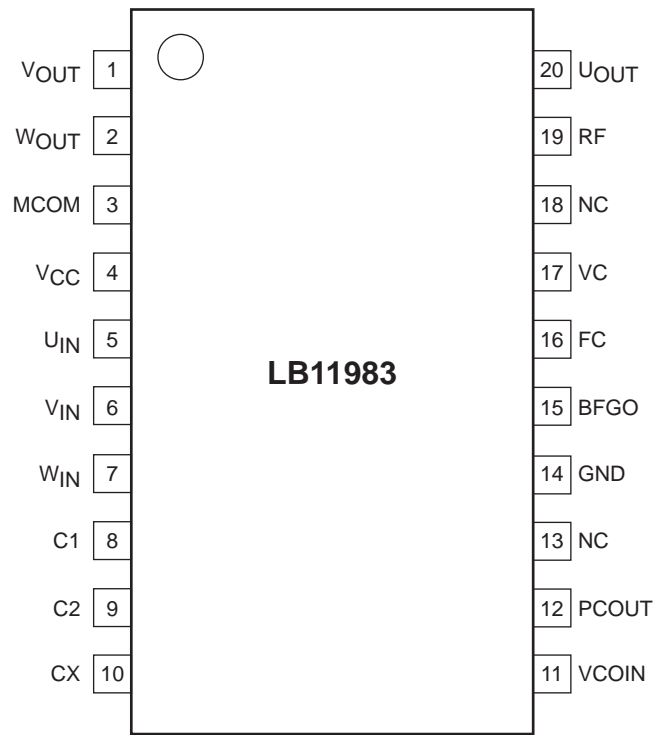 VOUT 1 20 UOUT
WOUT 2 19 RF
MCOM 3 18 NC
VCC 4 17 VC
UIN 5 16 FC
LB11983
VIN 6 15 BFGO
WIN 7 14 GND
C1 8 13 NC
C2 9 12 PCOUT
CX 10 11 VCOIN